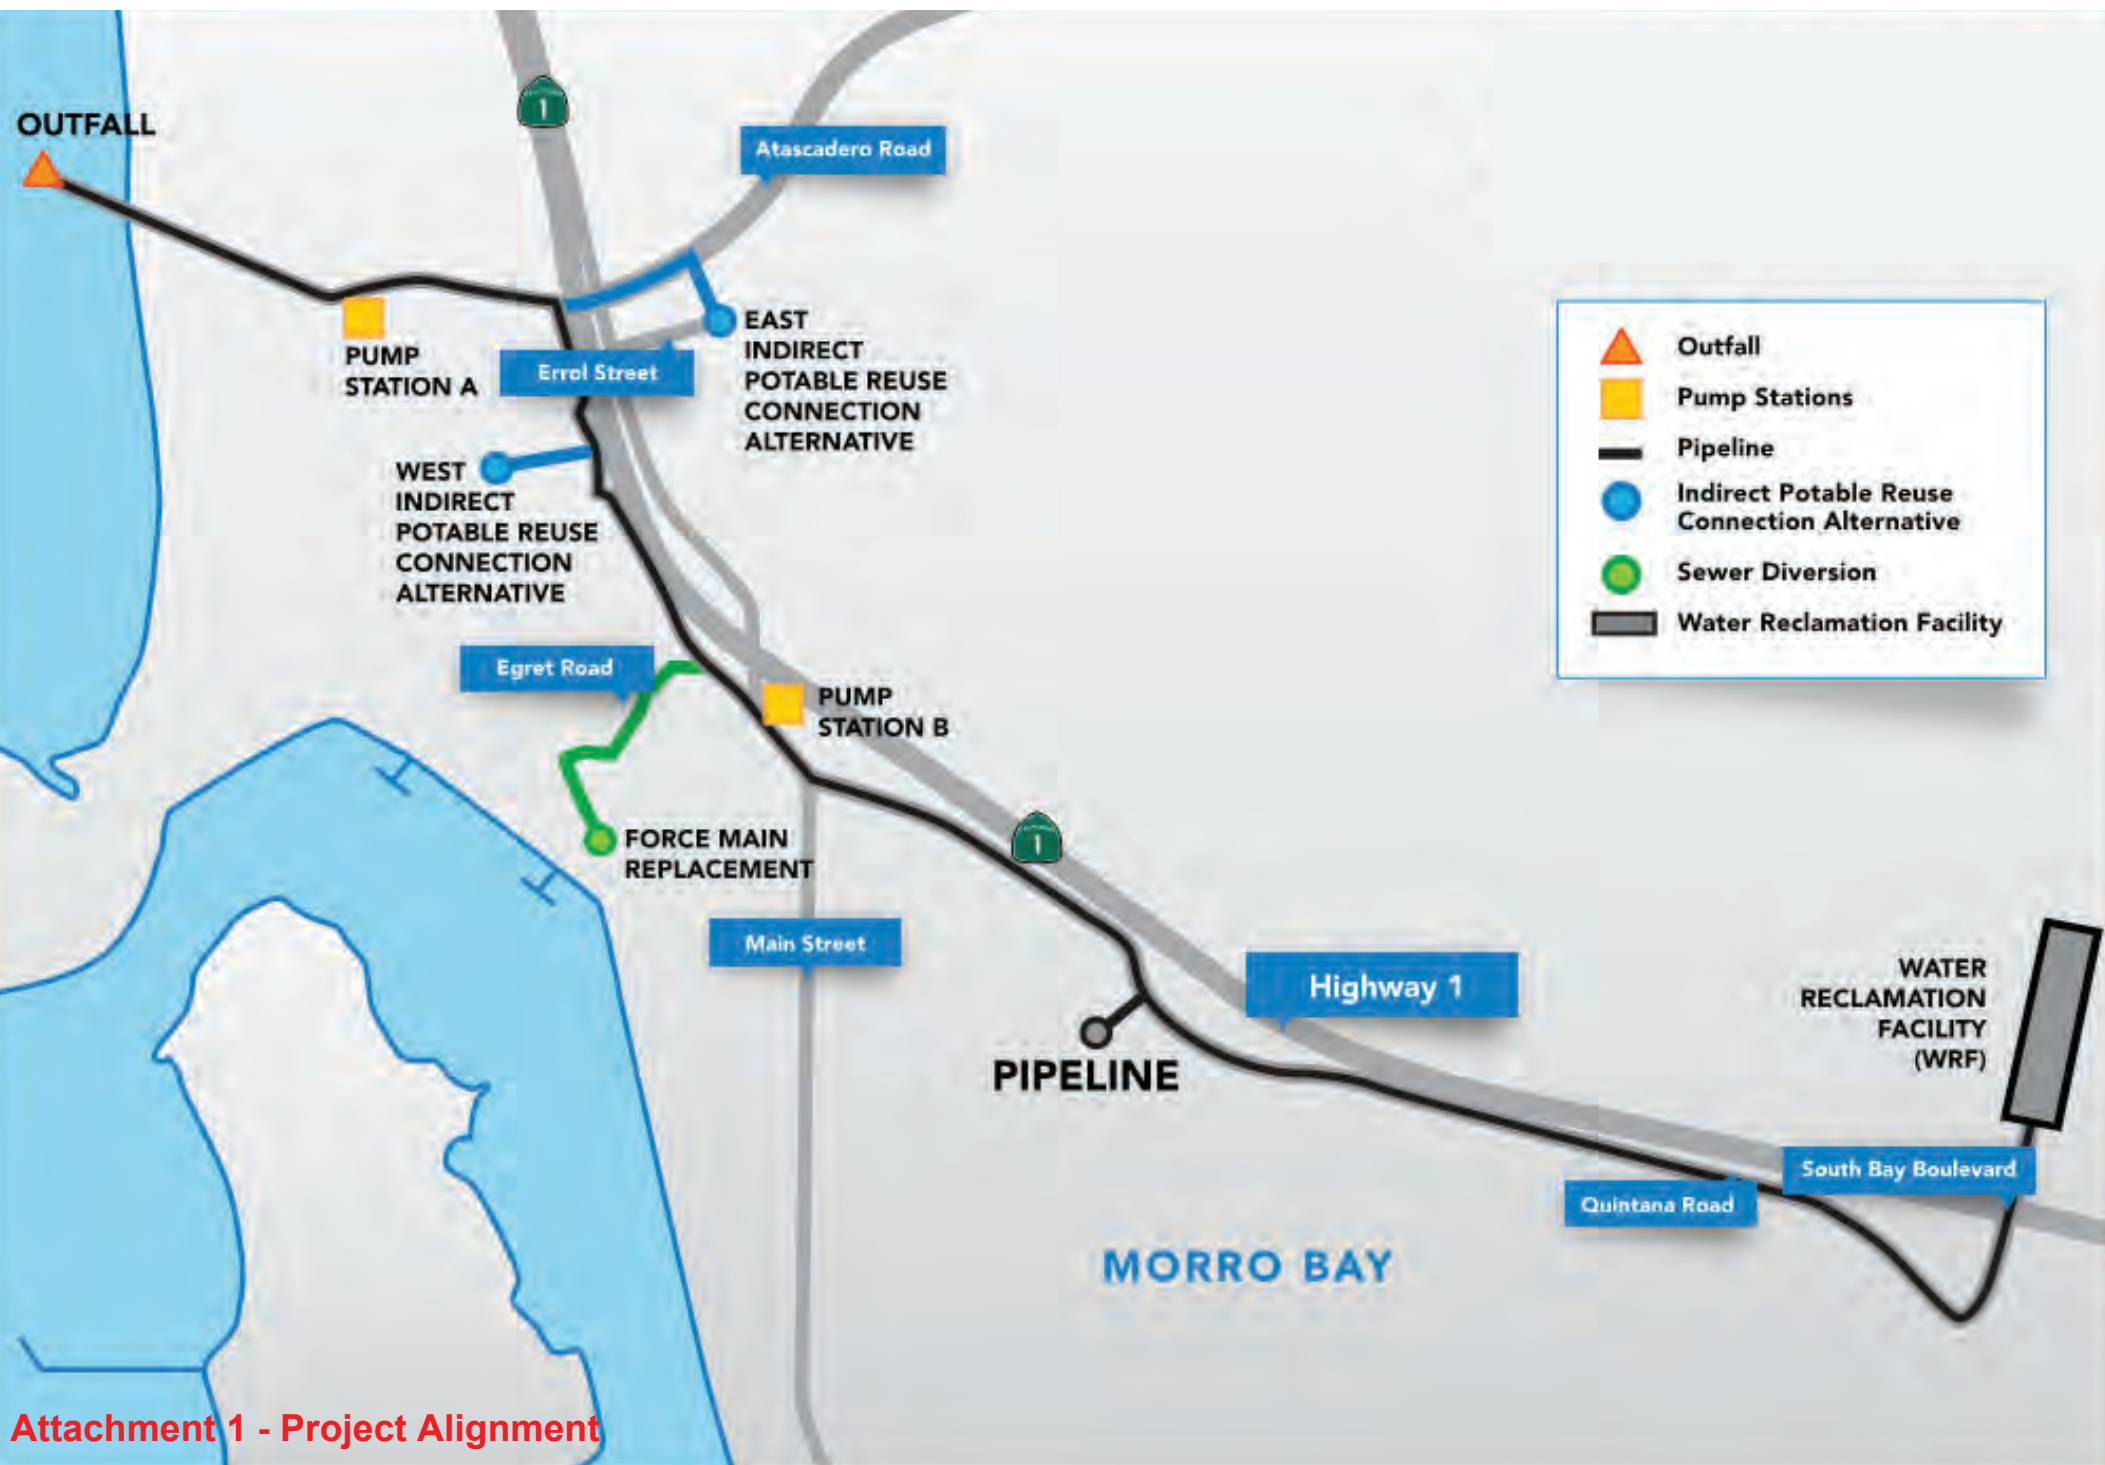 OUTFALL
1
Atascadero Road
EAST
INDIRECT
POTABLE REUSE
CONNECTION
ALTERNATIVE
PUMP
STATION A
Errol Street
WEST
INDIRECT
POTABLE REUSE
CONNECTION
ALTERNATIVE
Outfall
Pump Stations
Pipeline
Indirect Potable Reuse
Connection Alternative
Sewer Diversion
Water Reclamation Facility
Egret Road
PUMP
STATION B
FORCE MAIN
REPLACEMENT
1
Main Street
Highway 1
PIPELINE
WATER
RECLAMATION
FACILITY
(WRF)
South Bay Boulevard
Quintana Road
MORRO BAY
Attachment 1 - Project Alignment